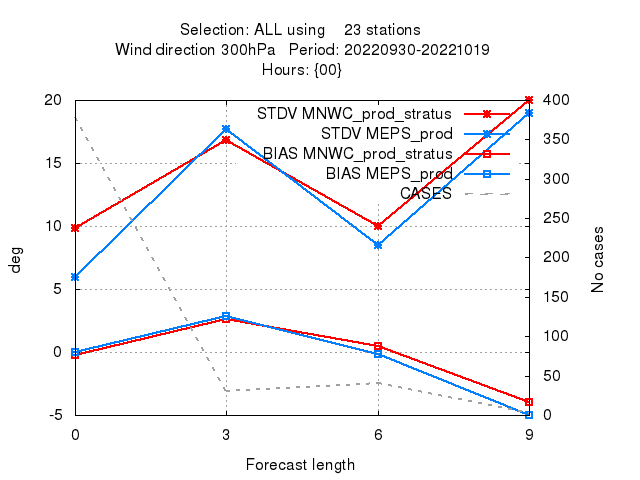 Selection: ALL using 23 stations
Wind direction 300hPa Period: 20220930-20221019
Hours: {00}
STDV MNWC_prod_stratus
STDV MEPS_prod
BIAS MNWC_prod_stratus
BIAS MEPS_prod
CASES
20
15
10
5
0
-5
deg
400
350
300
250
200
150
100
50
0
No cases
0 3 6 9
Forecast length